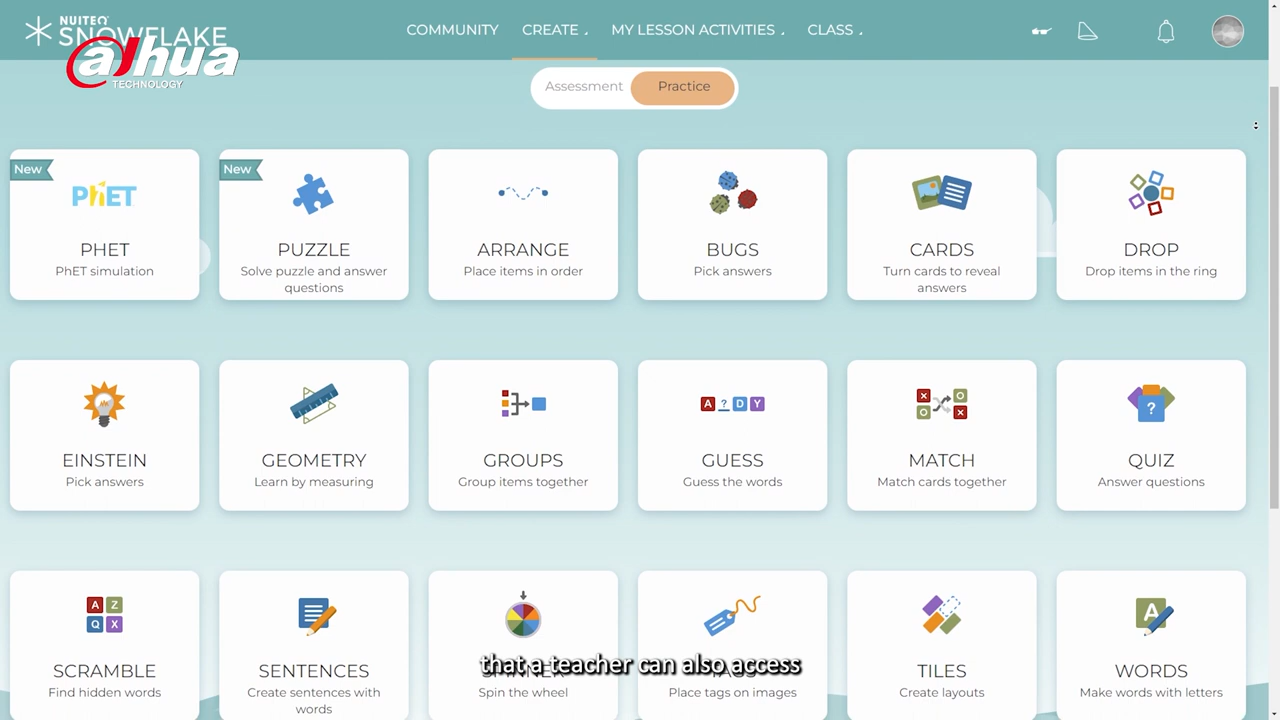 NUITEQ
SNOWFLAKE
alhua
TECHNOLOGY
COMMUNITY
CREATE
MY LESSON ACTIVITIES
CLASS
Assessment
Practice
New
PhET
PHET
PhET simulation
New
PUZZLE
Solve puzzle and answer
questions
ARRANGE
Place items in order
BUGS
Pick answers
CARDS
Turn cards to reveal
answers
DROP
Drop items in the ring
EINSTEIN
Pick answers
GEOMETRY
Learn by measuring
GROUPS
Group items together
A ? D Y
GUESS
Guess the words
X O
O X
MATCH
Match cards together
?
QUIZ
Answer questions
A Z
Q X
SCRAMBLE
Find hidden words
SENTENCES
Create sentences with
words
SPINNER
Spin the wheel
TAGS
Place tags on images
TILES
Create layouts
A
WORDS
Make words with letters
that a teacher can also access